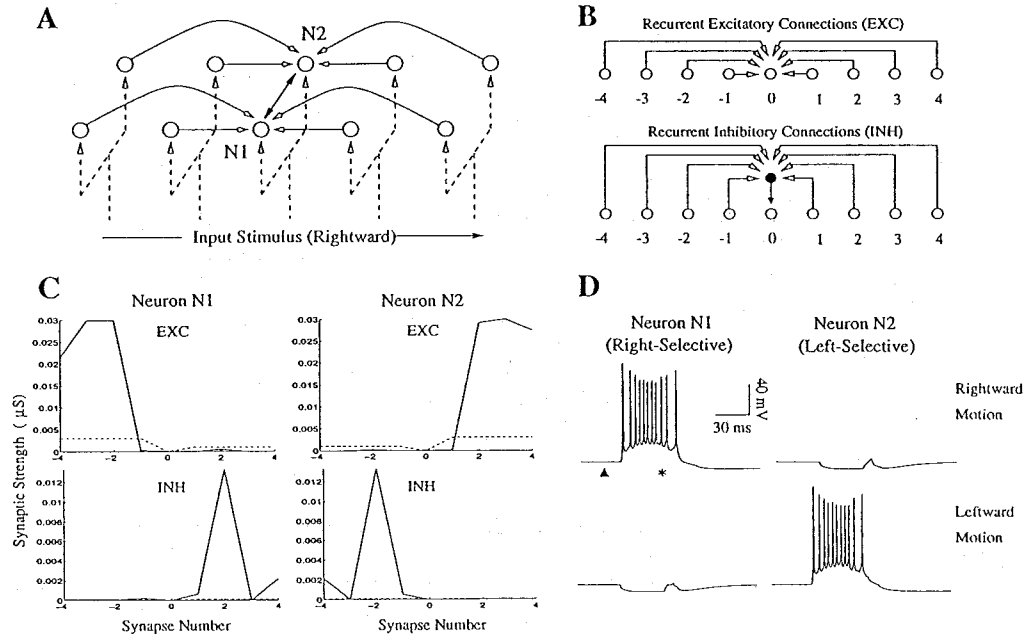 A
N2
N1
Input Stimulus (Rightward)
B
Recurrent Excitatory Connections (EXC)
-4 -3 -2 -1 0 1 2 3 4
Recurrent Inhibitory Connections (INH)
-4 -3 -2 -1 0 1 2 3 4
C
Neuron N1
EXC
0.03
0.025
0.02
0.015
0.01
0.005
0
-4 -2 0 2 4
Neuron N2
EXC
0.03
0.025
0.02
0.015
0.01
0.005
0
-4 -2 0 2 4
Synaptic Strength ( μS)
INH
0.012
0.01
0.008
0.006
0.004
0.002
0
-4 -2 0 2 4
Synapse Number
INH
0.012
0.01
0.008
0.006
0.004
0.002
0
-4 -2 0 2 4
Synapse Number
D
Neuron N1
(Right-Selective)
Neuron N2
(Left-Selective)
40 mV
30 ms
Rightward
Motion
*
Leftward
Motion